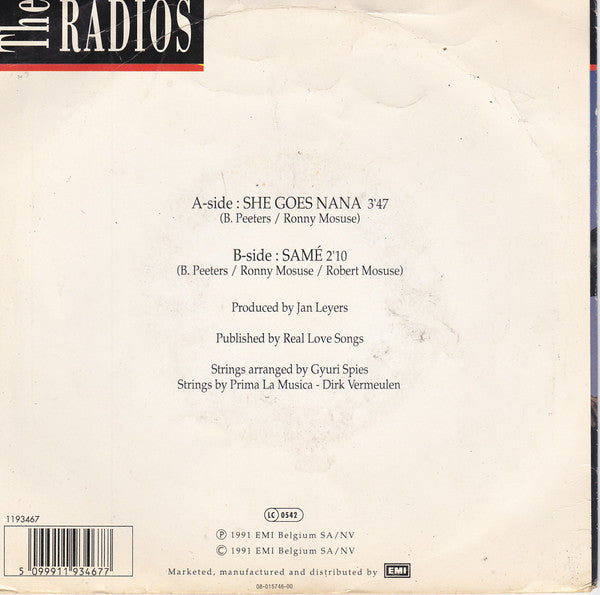 The RADIOS
A-side : SHE GOES NANA 3'47
(B. Peeters / Ronny Mosuse)
B-side : SAMÉ 2'10
(B. Peeters / Ronny Mosuse / Robert Mosuse)
Produced by Jan Leyers
Published by Real Love Songs
Strings arranged by Gyuri Spies
Strings by Prima La Musica - Dirk Vermeulen
1193467
5 099911 934677
LC 0542
Ⓟ 1991 EMI Belgium SA/NV
© 1991 EMI Belgium SA/NV
Marketed, manufactured and distributed by EMI
08-015746-00